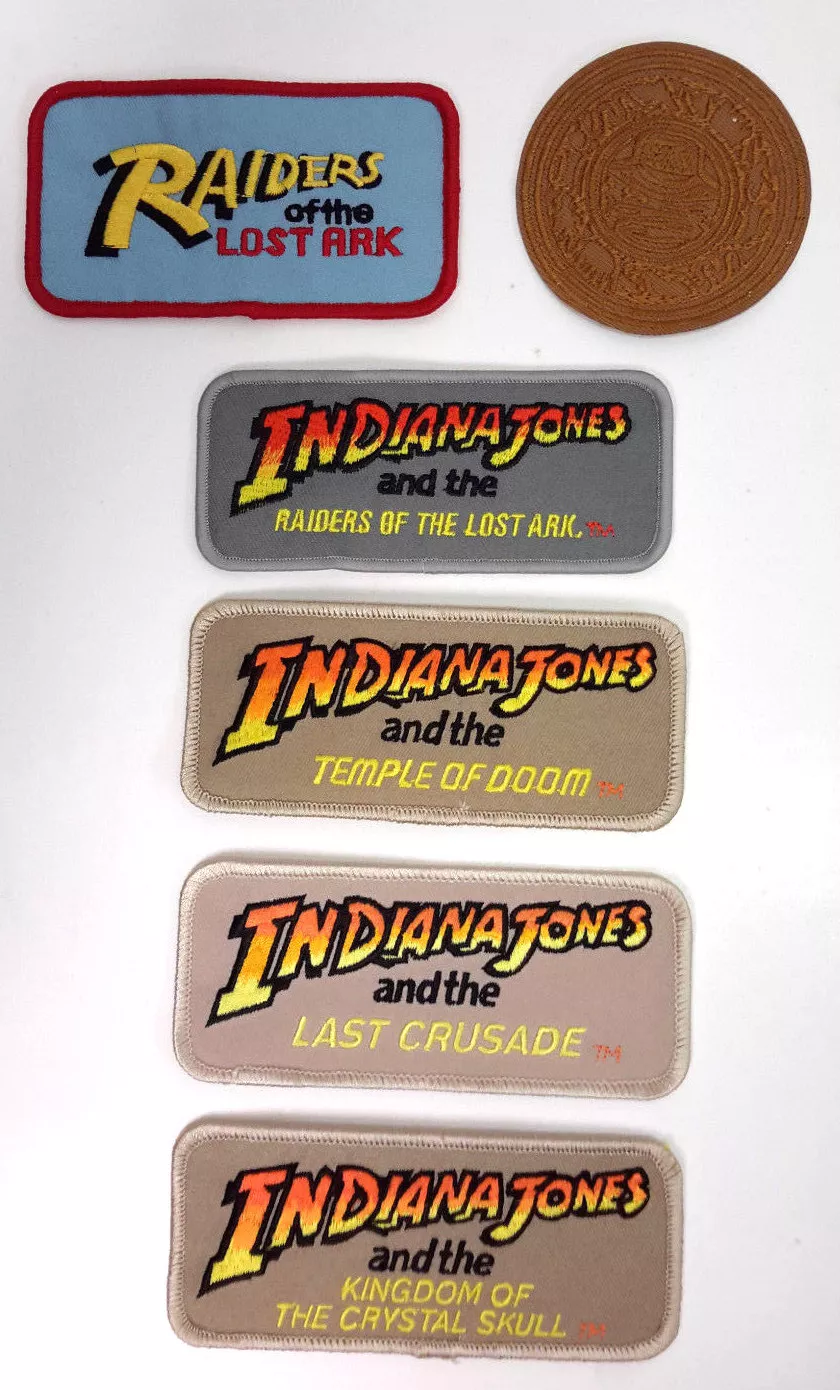 RAIDERS
of the
LOST ARK
INDIANA JONES
and the
RAIDERS OF THE LOST ARK. TM
INDIANA JONES
and the
TEMPLE OF DOOM TM
INDIANA JONES
and the
LAST CRUSADE TM
INDIANA JONES
and the
KINGDOM OF
THE CRYSTAL SKULL TM